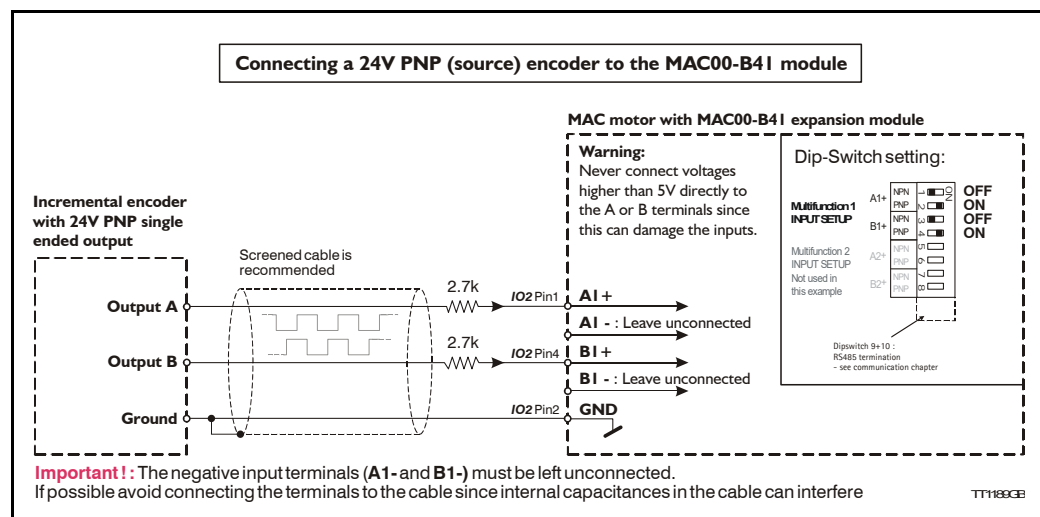 Connecting a 24V PNP (source) encoder to the MAC00-B41 module
MAC motor with MAC00-B41 expansion module
Warning:
Never connect voltages
higher than 5V directly to
the A or B terminals since
this can damage the inputs.
Dip-Switch setting:
Multifunction 1
INPUT SETUP
A1+
B1+
NPN
PNP
NPN
PNP
1
2
3
4
5
6
7
8
ON
OFF
ON
OFF
ON
Multifunction 2
INPUT SETUP
Not used in
this example
A2+
B2+
NPN
PNP
NPN
PNP
Dipswitch 9+10 :
RS485 termination
- see communication chapter
Incremental encoder
with 24V PNP single
ended output
Screened cable is
recommended
Output A
2.7k
IO2 Pin1
A1+
A1 - : Leave unconnected
Output B
2.7k
IO2 Pin4
B1+
B1 - : Leave unconnected
Ground
IO2 Pin2
GND
Important! : The negative input terminals (A1- and B1-) must be left unconnected.
If possible avoid connecting the terminals to the cable since internal capacitances in the cable can interfere
TT1189GB